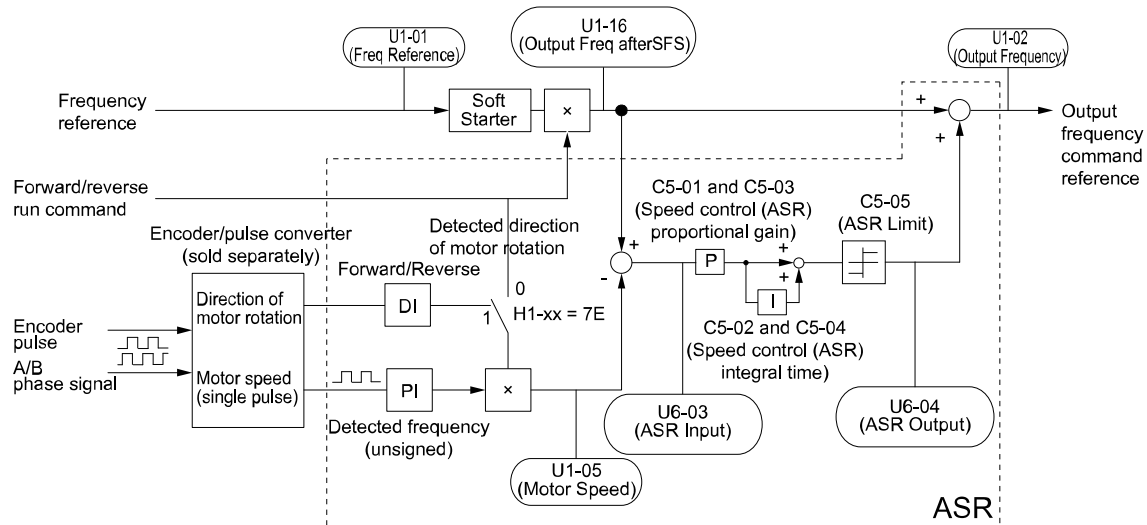 U1-01
(Freq Reference)
U1-16
(Output Freq afterSFS)
U1-02
(Output Frequency)
Frequency
reference
Soft
Starter
×
+
+
Output
frequency
command
reference
Forward/reverse
run command
Detected direction
of motor rotation
C5-01 and C5-03
(Speed control (ASR)
proportional gain)
C5-05
(ASR Limit)
Encoder/pulse converter
(sold separately)
Forward/Reverse
+
-
P
+
+
I
Direction of
motor rotation
DI
0
1
H1-xx = 7E
C5-02 and C5-04
(Speed control (ASR)
integral time)
Encoder
pulse
A/B
phase signal
Motor speed
(single pulse)
PI
×
Detected frequency
(unsigned)
U6-03
(ASR Input)
U6-04
(ASR Output)
U1-05
(Motor Speed)
ASR